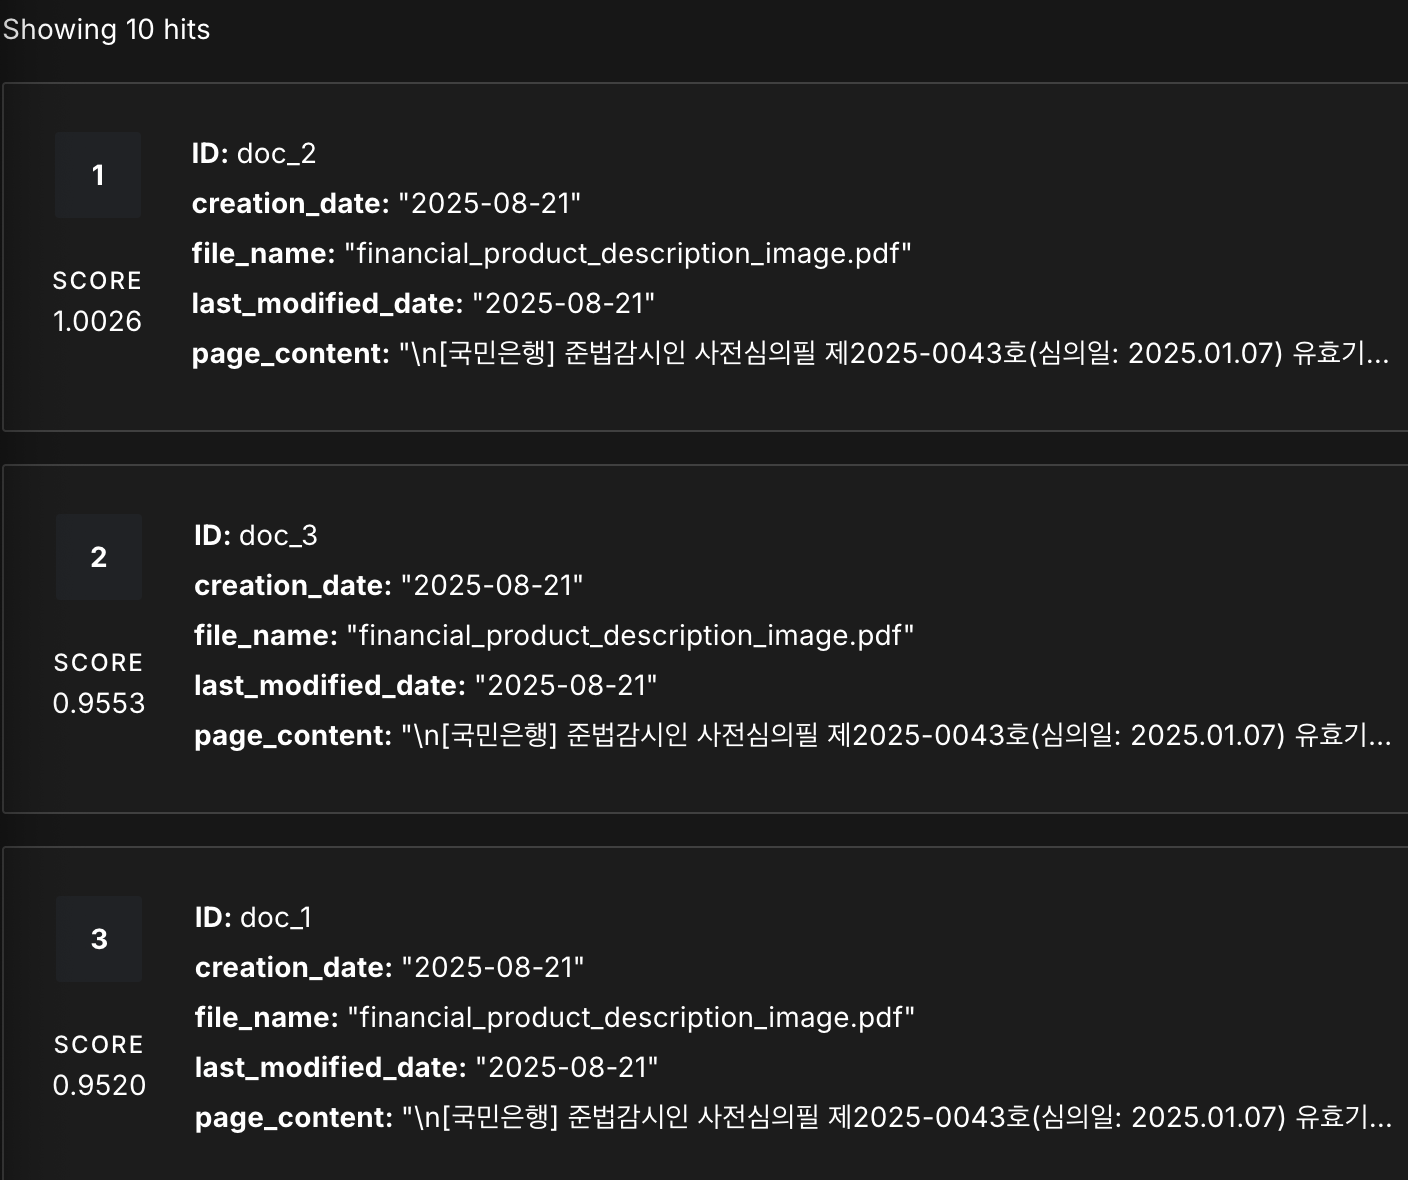 Showing 10 hits
1
SCORE
1.0026
ID: doc_2
creation_date: "2025-08-21"
file_name: "financial_product_description_image.pdf"
last_modified_date: "2025-08-21"
page_content: "\n[국민은행] 준법감시인 사전심의필 제2025-0043호(심의일: 2025.01.07) 유효기...
2
SCORE
0.9553
ID: doc_3
creation_date: "2025-08-21"
file_name: "financial_product_description_image.pdf"
last_modified_date: "2025-08-21"
page_content: "\n[국민은행] 준법감시인 사전심의필 제2025-0043호(심의일: 2025.01.07) 유효기...
3
SCORE
0.9520
ID: doc_1
creation_date: "2025-08-21"
file_name: "financial_product_description_image.pdf"
last_modified_date: "2025-08-21"
page_content: "\n[국민은행] 준법감시인 사전심의필 제2025-0043호(심의일: 2025.01.07) 유효기...